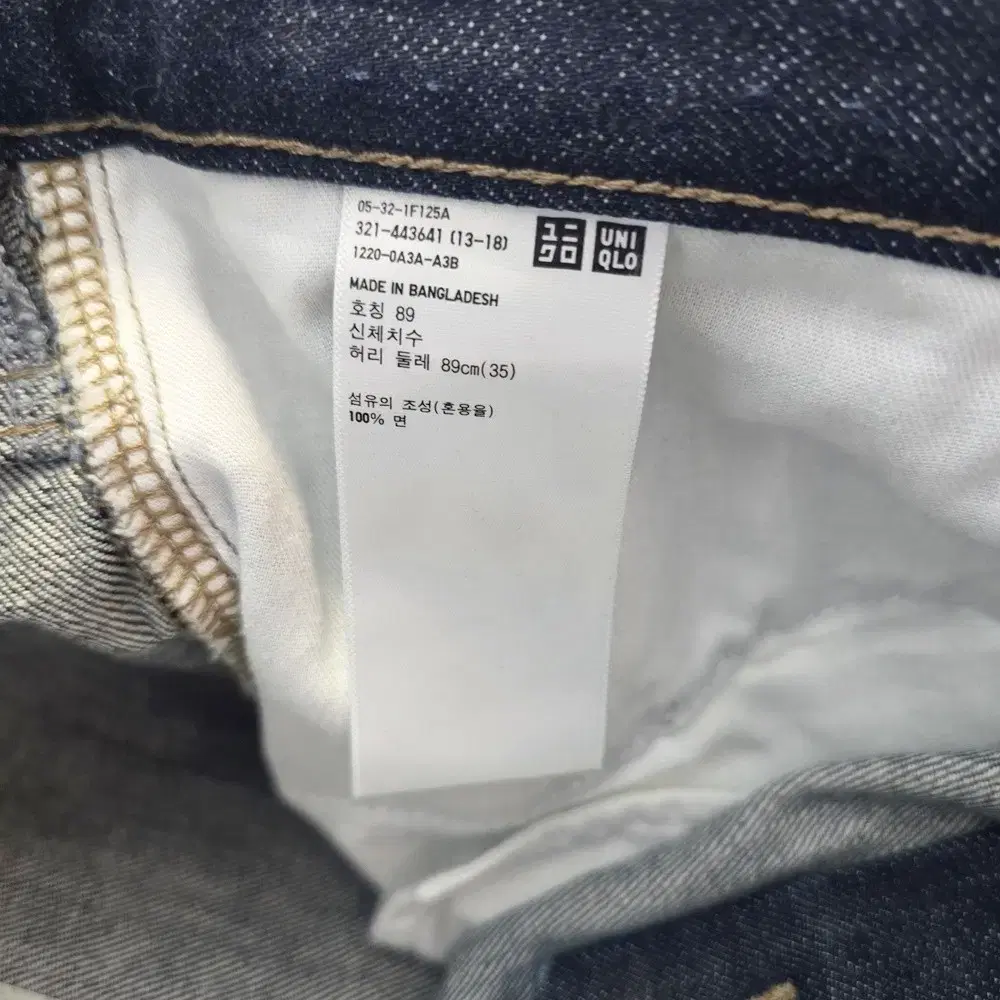 05-32-1F125A
321-443641 (13-18)
1220-0A3A-A3B
ユニ
クロ
UNI
QLO
MADE IN BANGLADESH
호칭 89
신체치수
허리 둘레 89cm(35)
섬유의 조성(혼용율)
100% 면